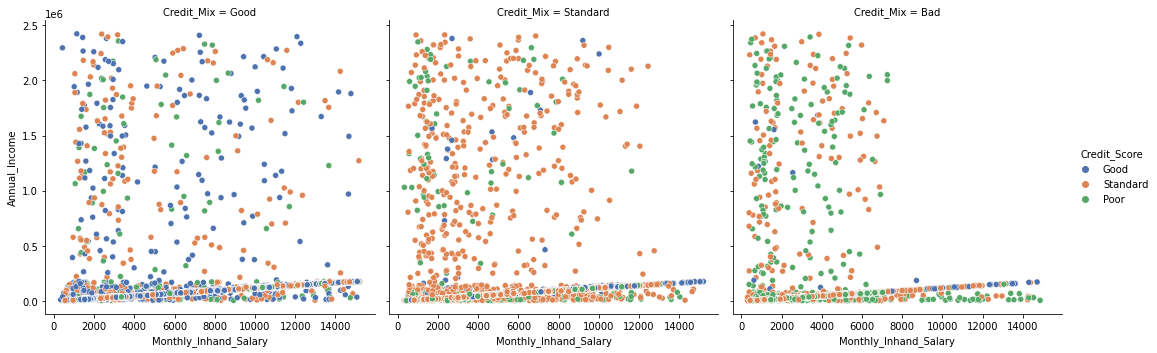 Credit_Mix = Good
Credit_Mix = Standard
Credit_Mix = Bad
1e6
2.5
2.0
1.5
1.0
0.5
0.0
Annual_Income
0 2000 4000 6000 8000 10000 12000 14000
0 2000 4000 6000 8000 10000 12000 14000
0 2000 4000 6000 8000 10000 12000 14000
Monthly_Inhand_Salary
Monthly_Inhand_Salary
Monthly_Inhand_Salary
Credit_Score
Good
Standard
Poor